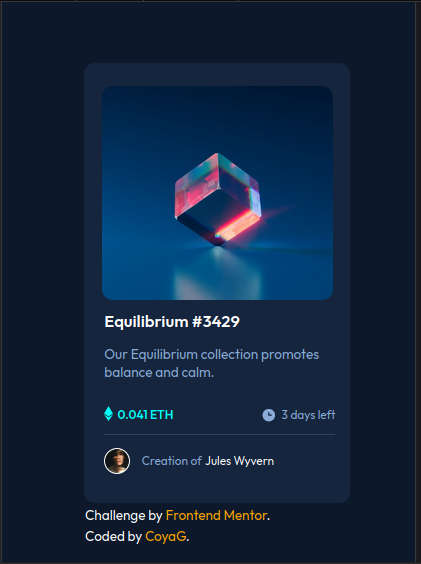 Equilibrium #3429
Our Equilibrium collection promotes
balance and calm.
0.041 ETH 3 days left
Creation of Jules Wyvern
Challenge by Frontend Mentor.
Coded by CoyaG.